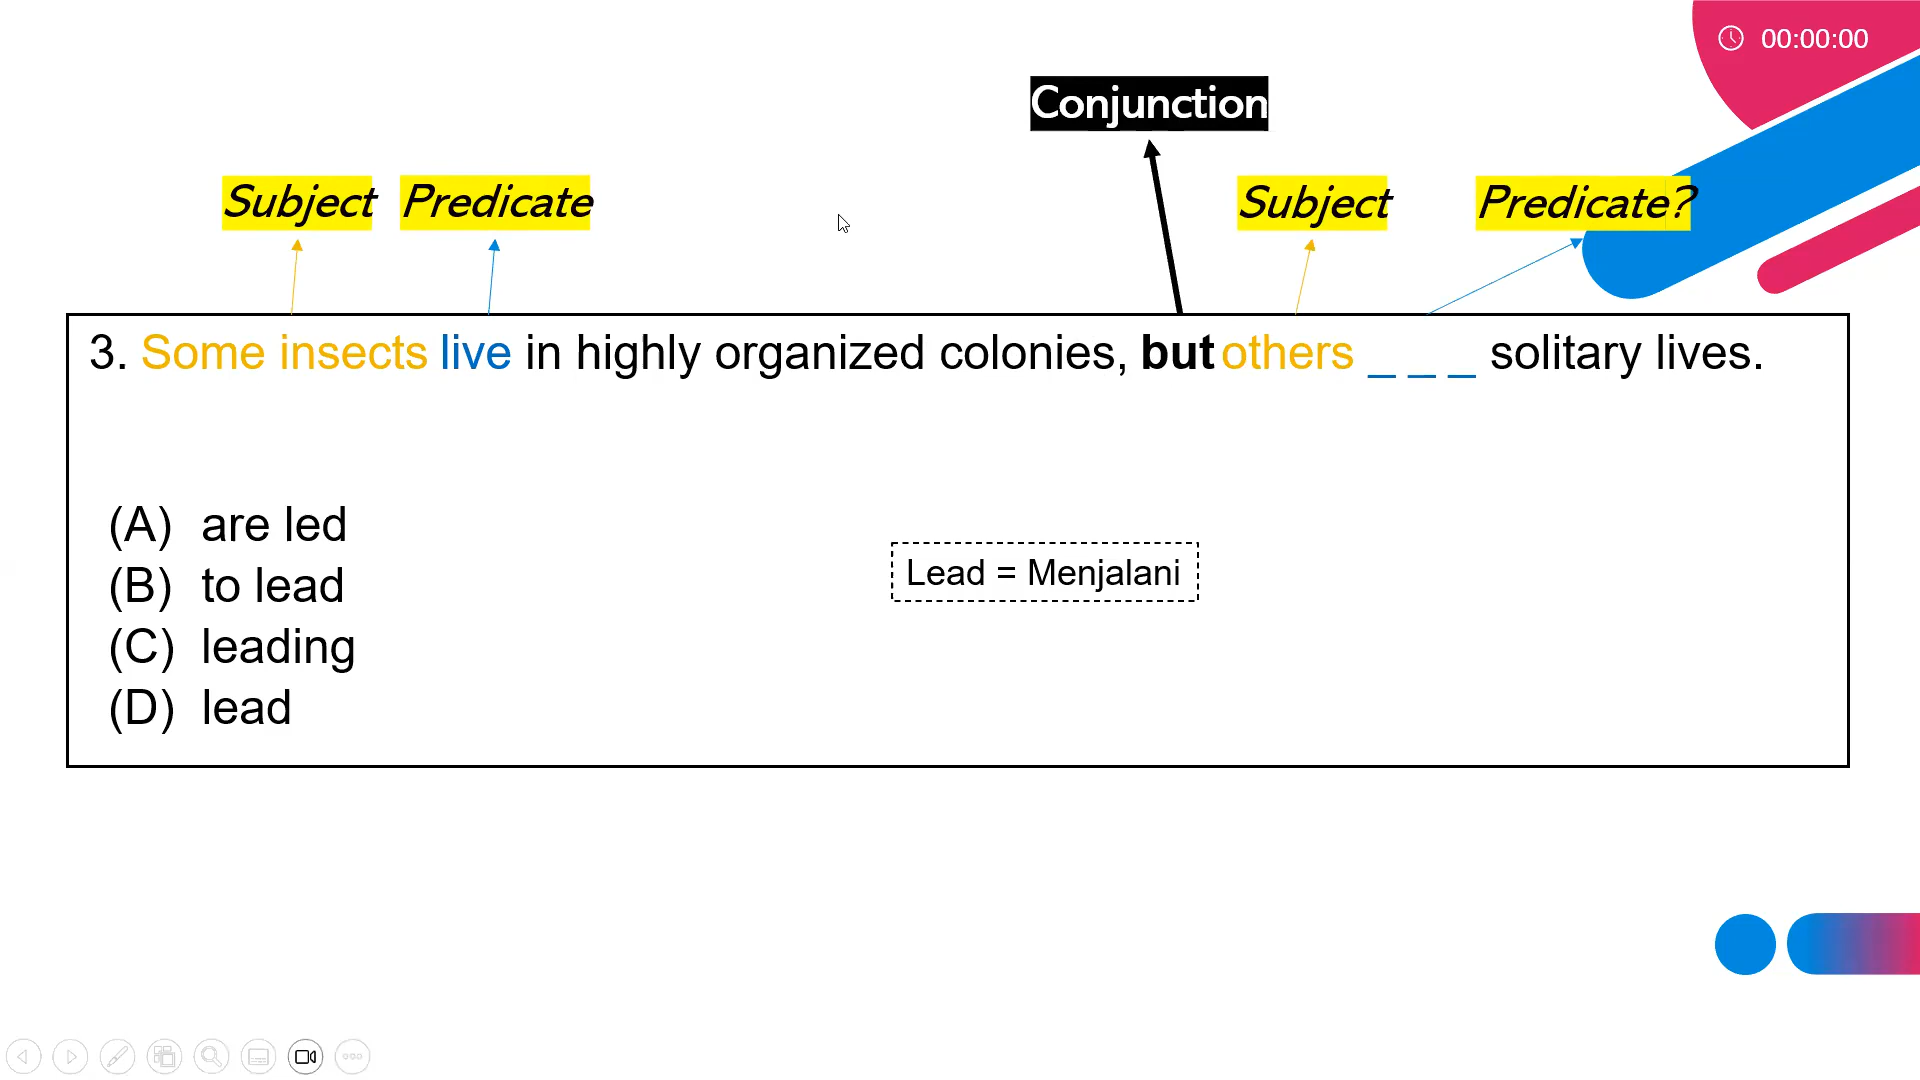 00:00:00
Conjunction
Subject Predicate Subject Predicate?
3. Some insects live in highly organized colonies, but others _ _ _ solitary lives.
(A) are led
(B) to lead
(C) leading
(D) lead
Lead = Menjalani